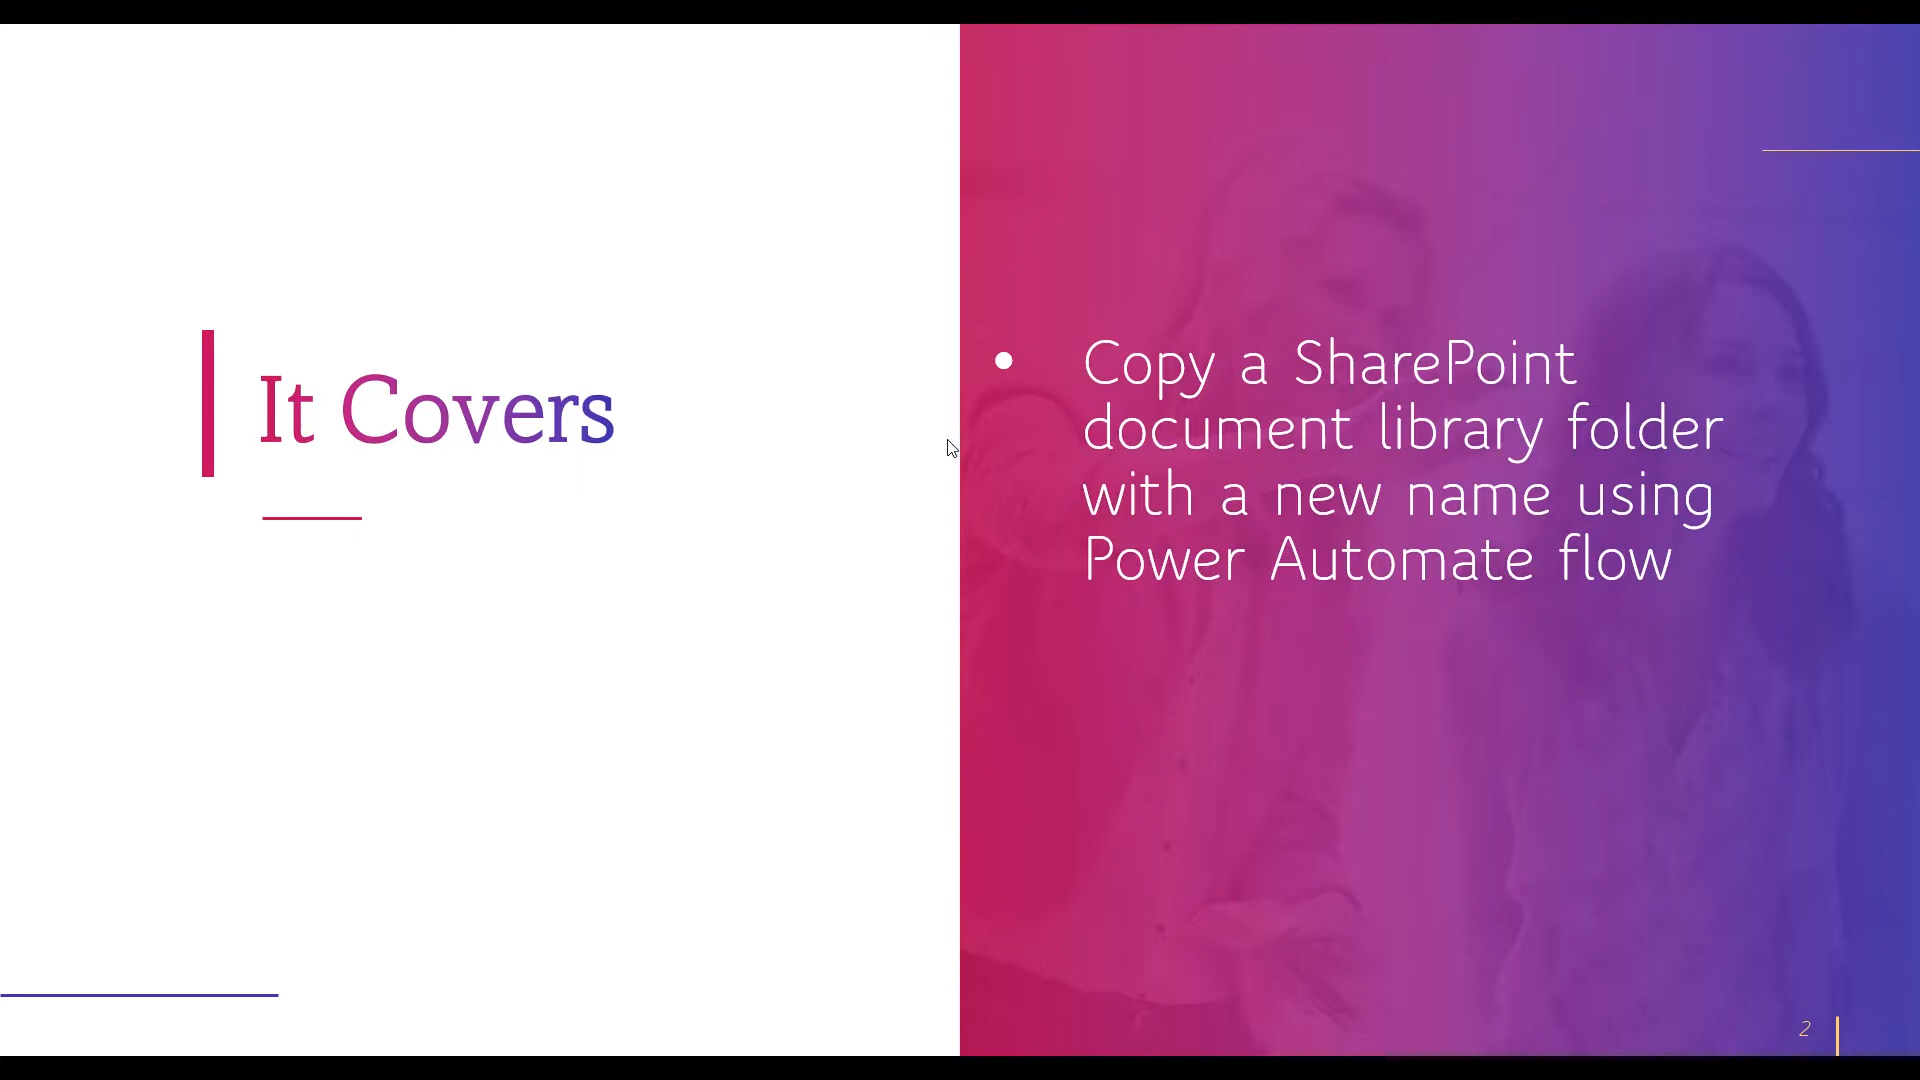 It Covers
• Copy a SharePoint
document library folder
with a new name using
Power Automate flow
2